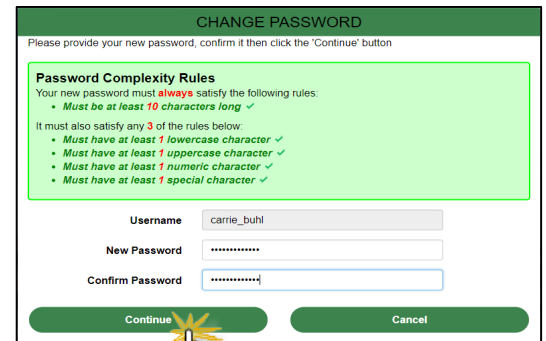 CHANGE PASSWORD
Please provide your new password, confirm it then click the 'Continue' button
Password Complexity Rules
Your new password must always satisfy the following rules:
• Must be at least 10 characters long ✓
It must also satisfy any 3 of the rules below:
• Must have at least 1 lowercase character ✓
• Must have at least 1 uppercase character ✓
• Must have at least 1 numeric character ✓
• Must have at least 1 special character ✓
Username carrie_buhl
New Password •••••••••••••
Confirm Password •••••••••••••
Continue Cancel